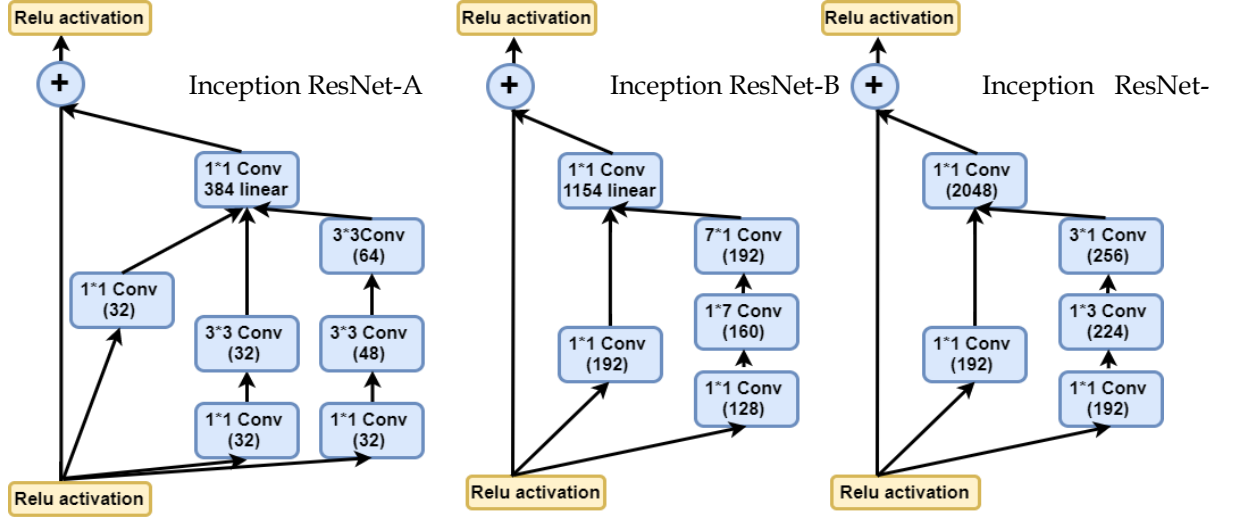 Relu activation
Inception ResNet-A
+
1*1 Conv
384 linear
3*3Conv
(64)
1*1 Conv
(32)
3*3 Conv
(32)
3*3 Conv
(48)
1*1 Conv
(32)
1*1 Conv
(32)
Relu activation
Relu activation
Inception ResNet-B
+
1*1 Conv
1154 linear
7*1 Conv
(192)
1*7 Conv
(160)
1*1 Conv
(192)
1*1 Conv
(128)
Relu activation
Relu activation
Inception ResNet-
+
1*1 Conv
(2048)
3*1 Conv
(256)
1*3 Conv
(224)
1*1 Conv
(192)
1*1 Conv
(192)
Relu activation